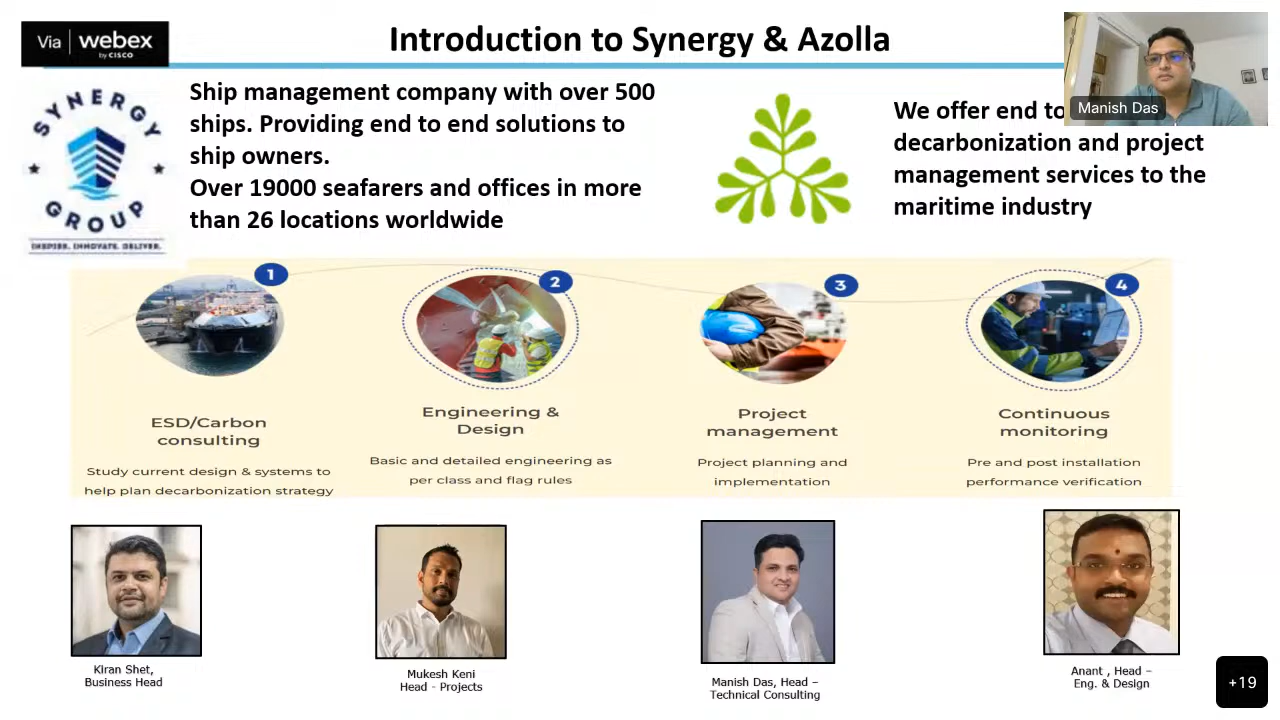 Via webex
by CISCO
Introduction to Synergy & Azolla
Manish Das
SYNERGY
GROUP
INSPIRE. INNOVATE. DELIVER.
Ship management company with over 500
ships. Providing end to end solutions to
ship owners.
Over 19000 seafarers and offices in more
than 26 locations worldwide
We offer end to
decarbonization and project
management services to the
maritime industry
1
ESD/Carbon
consulting
Study current design & systems to
help plan decarbonization strategy
2
Engineering &
Design
Basic and detailed engineering as
per class and flag rules
3
Project
management
Project planning and
implementation
4
Continuous
monitoring
Pre and post installation
performance verification
Kiran Shet,
Business Head
Mukesh Keni
Head - Projects
Manish Das, Head –
Technical Consulting
Anant , Head –
Eng. & Design
+19